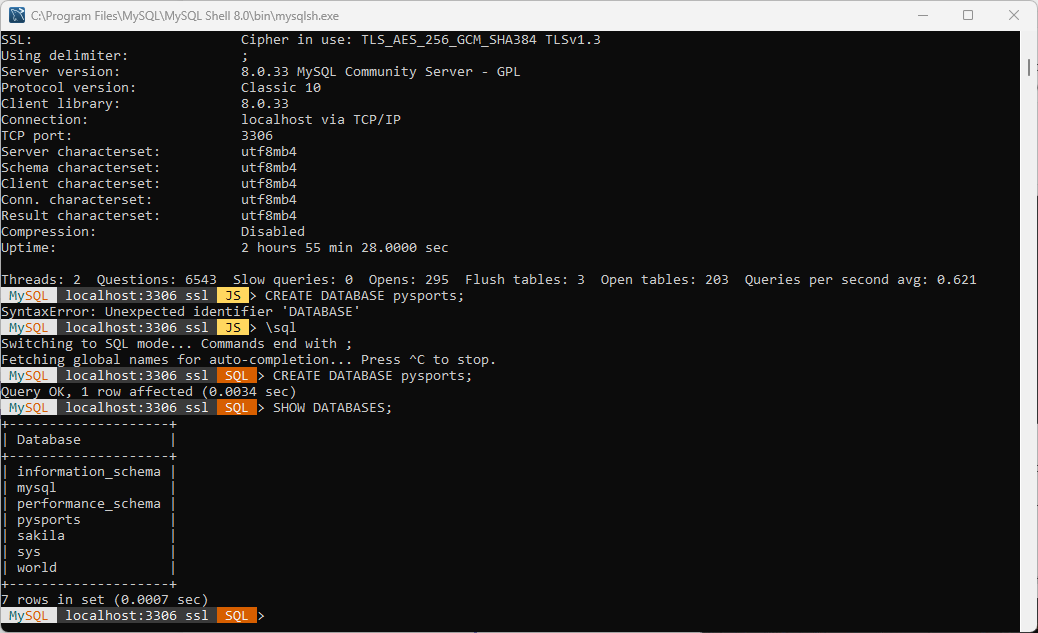 C:\Program Files\MySQL\MySQL Shell 8.0\bin\mysqlsh.exe
SSL:                          Cipher in use: TLS_AES_256_GCM_SHA384 TLSv1.3
Using delimiter:              ;
Server version:               8.0.33 MySQL Community Server - GPL
Protocol version:             Classic 10
Client library:               8.0.33
Connection:                   localhost via TCP/IP
TCP port:                     3306
Server characterset:          utf8mb4
Schema characterset:          utf8mb4
Client characterset:          utf8mb4
Conn. characterset:           utf8mb4
Result characterset:          utf8mb4
Compression:                  Disabled
Uptime:                       2 hours 55 min 28.0000 sec

Threads: 2  Questions: 6543  Slow queries: 0  Opens: 295  Flush tables: 3  Open tables: 203  Queries per second avg: 0.621
 MySQL  localhost:3306 ssl  JS > CREATE DATABASE pysports;
SyntaxError: Unexpected identifier 'DATABASE'
 MySQL  localhost:3306 ssl  JS > \sql
Switching to SQL mode... Commands end with ;
Fetching global names for auto-completion... Press ^C to stop.
 MySQL  localhost:3306 ssl  SQL > CREATE DATABASE pysports;
Query OK, 1 row affected (0.0034 sec)
 MySQL  localhost:3306 ssl  SQL > SHOW DATABASES;
+--------------------+
| Database           |
+--------------------+
| information_schema |
| mysql              |
| performance_schema |
| pysports           |
| sakila             |
| sys                |
| world              |
+--------------------+
7 rows in set (0.0007 sec)
 MySQL  localhost:3306 ssl  SQL >